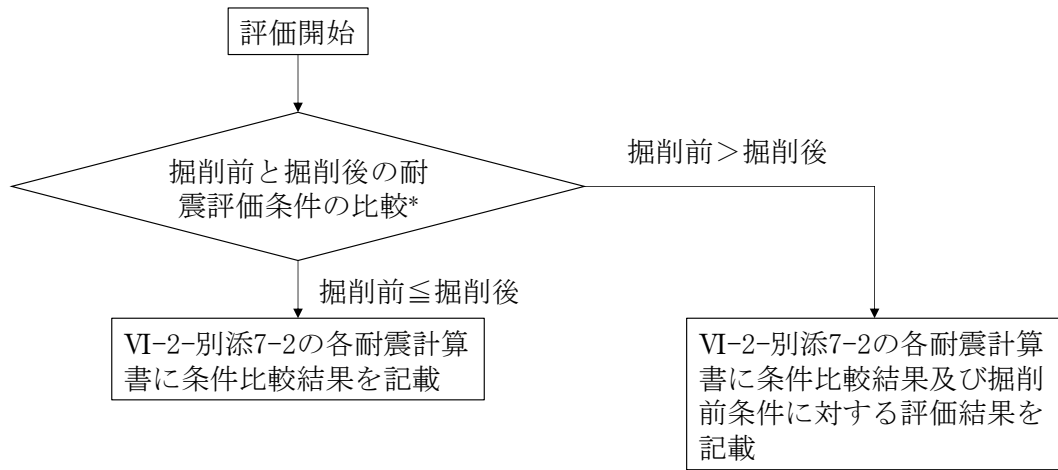 評価開始
掘削前と掘削後の耐
震評価条件の比較*
掘削前＞掘削後
掘削前≦掘削後
Ⅵ-2-別添7-2の各耐震計算
書に条件比較結果を記載
Ⅵ-2-別添7-2の各耐震計算
書に条件比較結果及び掘削
前条件に対する評価結果を
記載